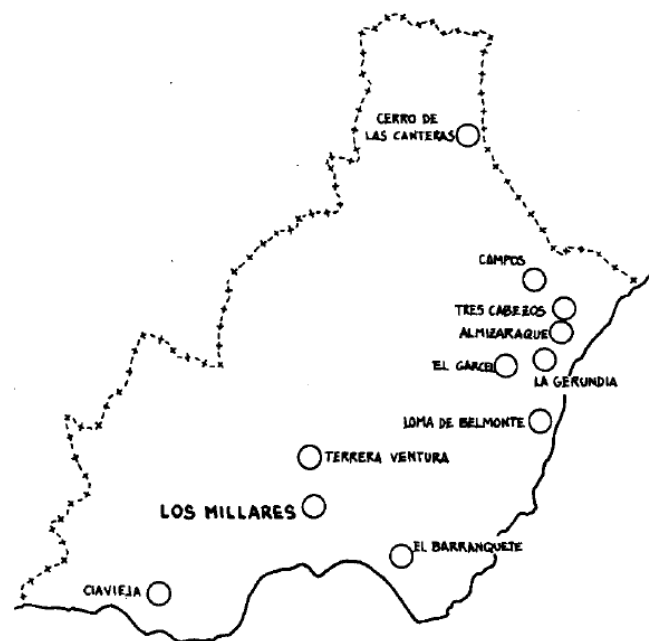 CERRO DE
LAS CANTERAS
CAMPOS
TRES CABEZOS
ALMIZARAQUE
EL GARCEL
LA GERUNDIA
LOMA DE BELMONTE
TERRERA VENTURA
LOS MILLARES
EL BARRANQUETE
CIAVIEJA